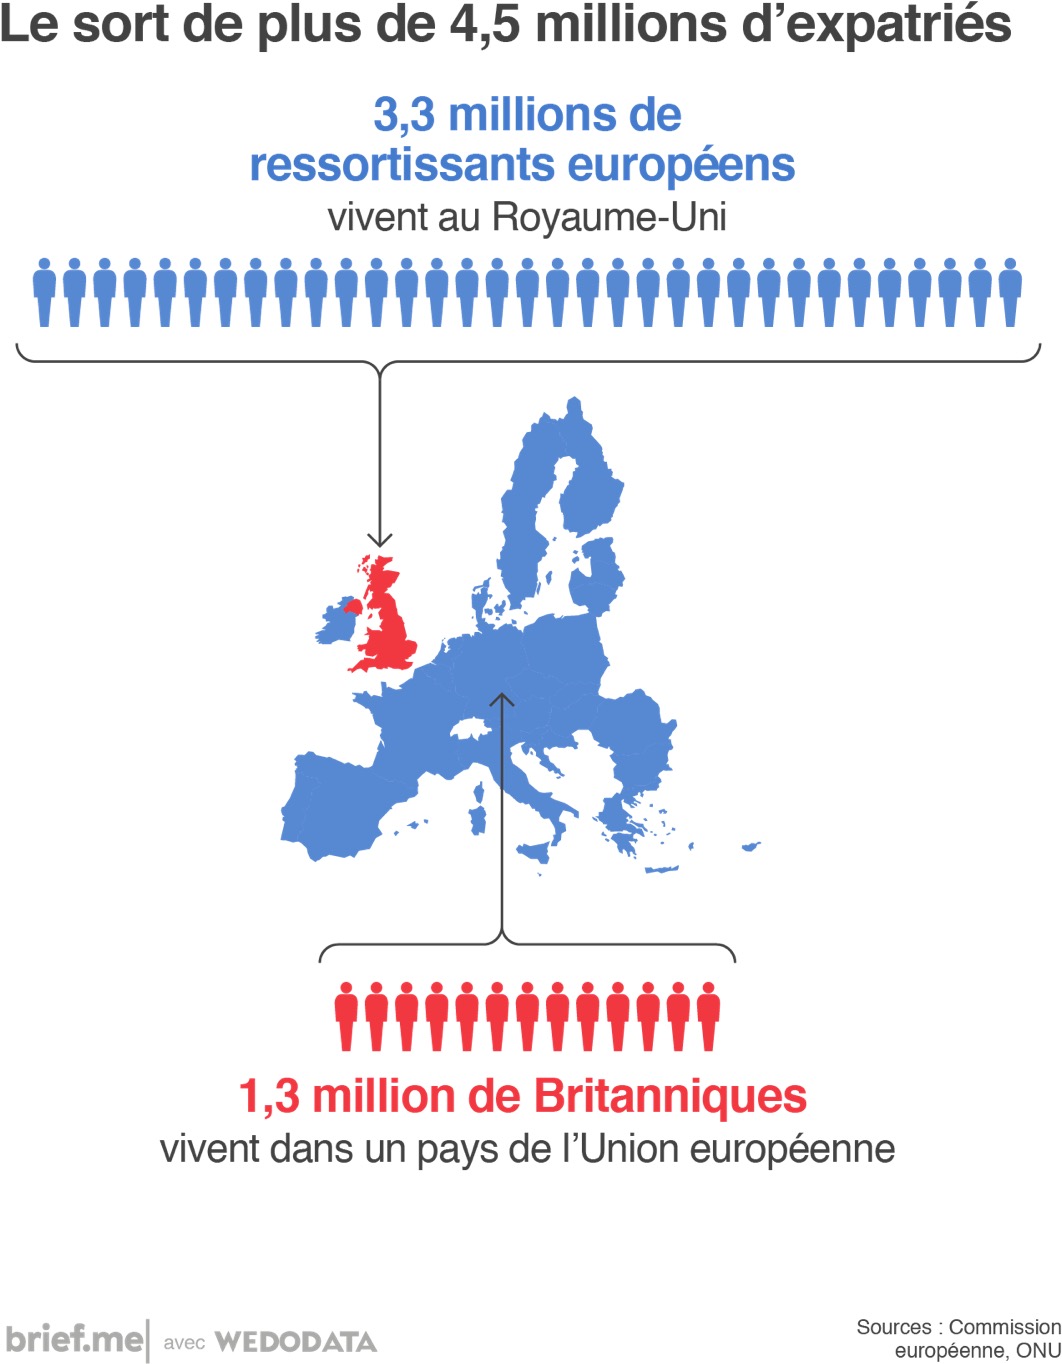 Le sort de plus de 4,5 millions d’expatriés
3,3 millions de
ressortissants européens
vivent au Royaume-Uni
1,3 million de Britanniques
vivent dans un pays de l’Union européenne
brief.me avec WEDODATA
Sources : Commission
européenne, ONU